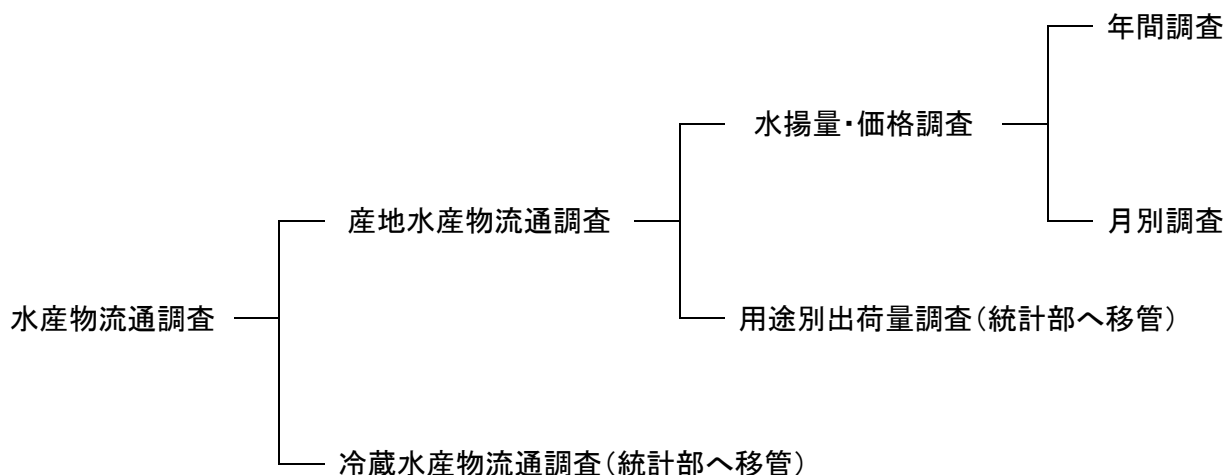 年間調査
水揚量・価格調査
産地水産物流通調査
月別調査
水産物流通調査
用途別出荷量調査(統計部へ移管)
冷蔵水産物流通調査(統計部へ移管)